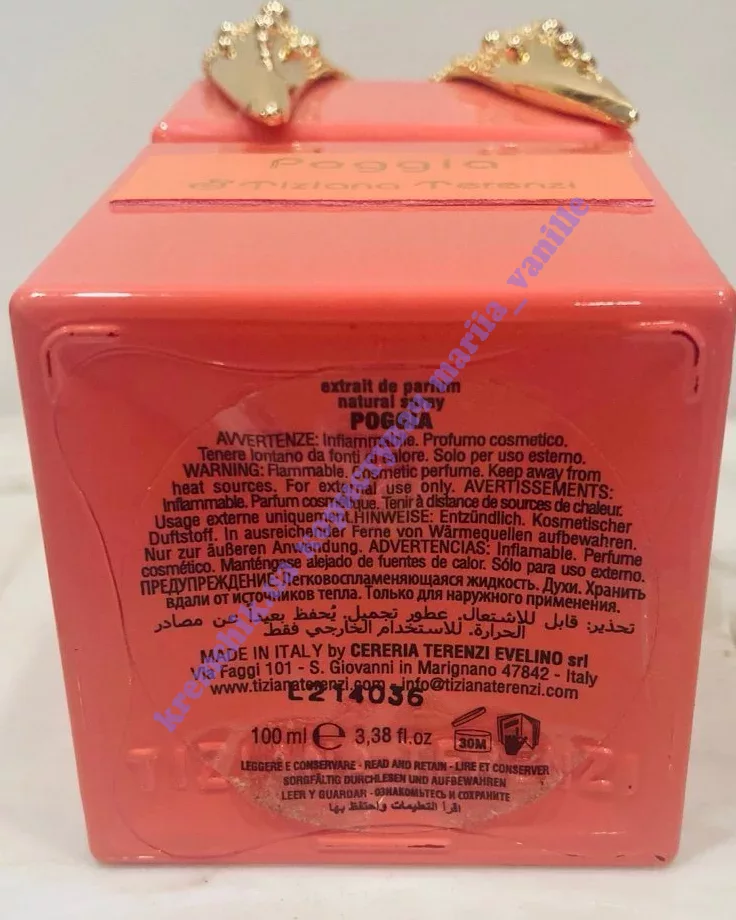 Poggia
Tiziana Terenzi
extrait de parfum
natural spray
POGGIA
AVVERTENZE: Infiammabile. Profumo cosmetico.
Tenere lontano da fonti di calore. Solo per uso esterno.
WARNING: Flammable. Cosmetic perfume. Keep away from
heat sources. For external use only. AVERTISSEMENTS:
Inflammable. Parfum cosmétique. Tenir à distance de sources de chaleur.
Usage externe uniquement. HINWEISE: Entzündlich. Kosmetischer
Duftstoff. In ausreichender Ferne von Wärmequellen aufbewahren.
Nur zur äußeren Anwendung. ADVERTENCIAS: Inflamable. Perfume
cosmético. Manténgase alejado de fuentes de calor. Sólo para uso externo.
ПРЕДУПРЕЖДЕНИЕ: Легковоспламеняющаяся жидкость. Духи. Хранить
вдали от источников тепла. Только для наружного применения.
تحذير: قابل للاشتعال. عطور تجميل. يُحفظ بعيدا عن مصادر
الحرارة. للاستخدام الخارجي فقط
MADE IN ITALY by CERERIA TERENZI EVELINO srl
Via Faggi 101 - S. Giovanni in Marignano 47842 - Italy
www.tizianaterenzi.com - info@tizianaterenzi.com
L214036
100 ml e 3,38 fl.oz
30M
LEGGERE E CONSERVARE - READ AND RETAIN - LIRE ET CONSERVER
SORGFÄLTIG DURCHLESEN UND AUFBEWAHREN
LEER Y GUARDAR - ОЗНАКОМЬТЕСЬ И СОХРАНИТЕ
اقرأ التعليمات واحتفظ بها
TIZIANA TERENZI
mariia_vanille